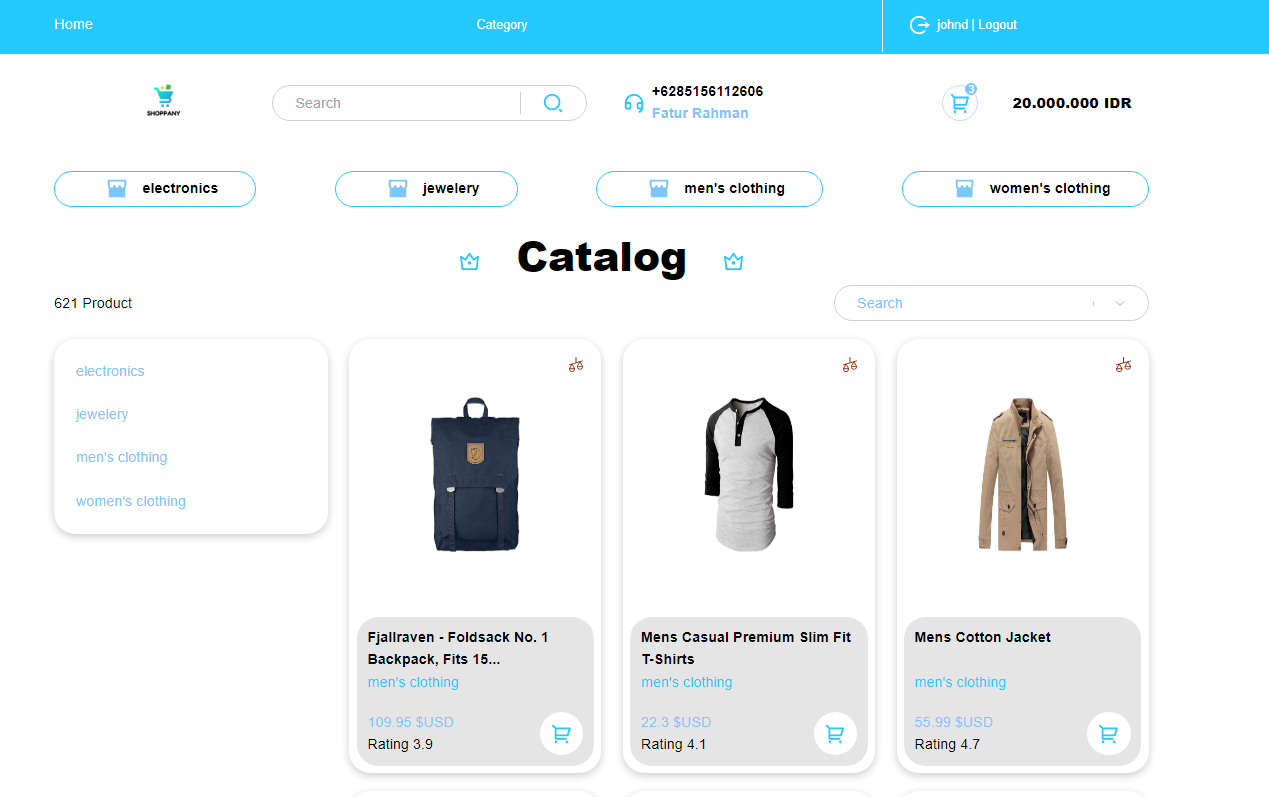 Home
Category
johnd | Logout
SHOPPANY
Search
+6285156112606
Fatur Rahman
3
20.000.000 IDR
electronics
jewelery
men's clothing
women's clothing
Catalog
621 Product
Search
electronics
jewelery
men's clothing
women's clothing
Fjallraven - Foldsack No. 1
Backpack, Fits 15...
men's clothing
109.95 $USD
Rating 3.9
Mens Casual Premium Slim Fit
T-Shirts
men's clothing
22.3 $USD
Rating 4.1
Mens Cotton Jacket
men's clothing
55.99 $USD
Rating 4.7